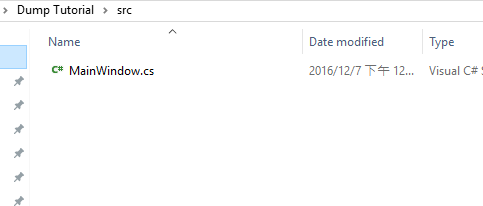 Dump Tutorial > src
Name Date modified Type
C# MainWindow.cs 2016/12/7 下午 12... Visual C# S